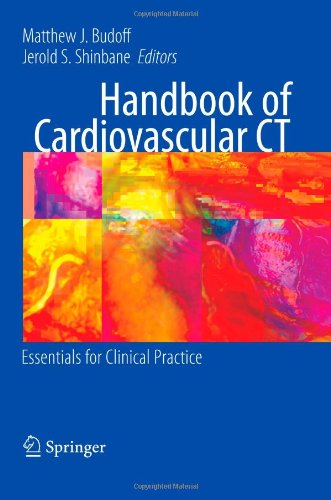 Matthew J. Budoff
Jerold S. Shinbane Editors
Handbook of
Cardiovascular CT
Essentials for Clinical Practice
Springer